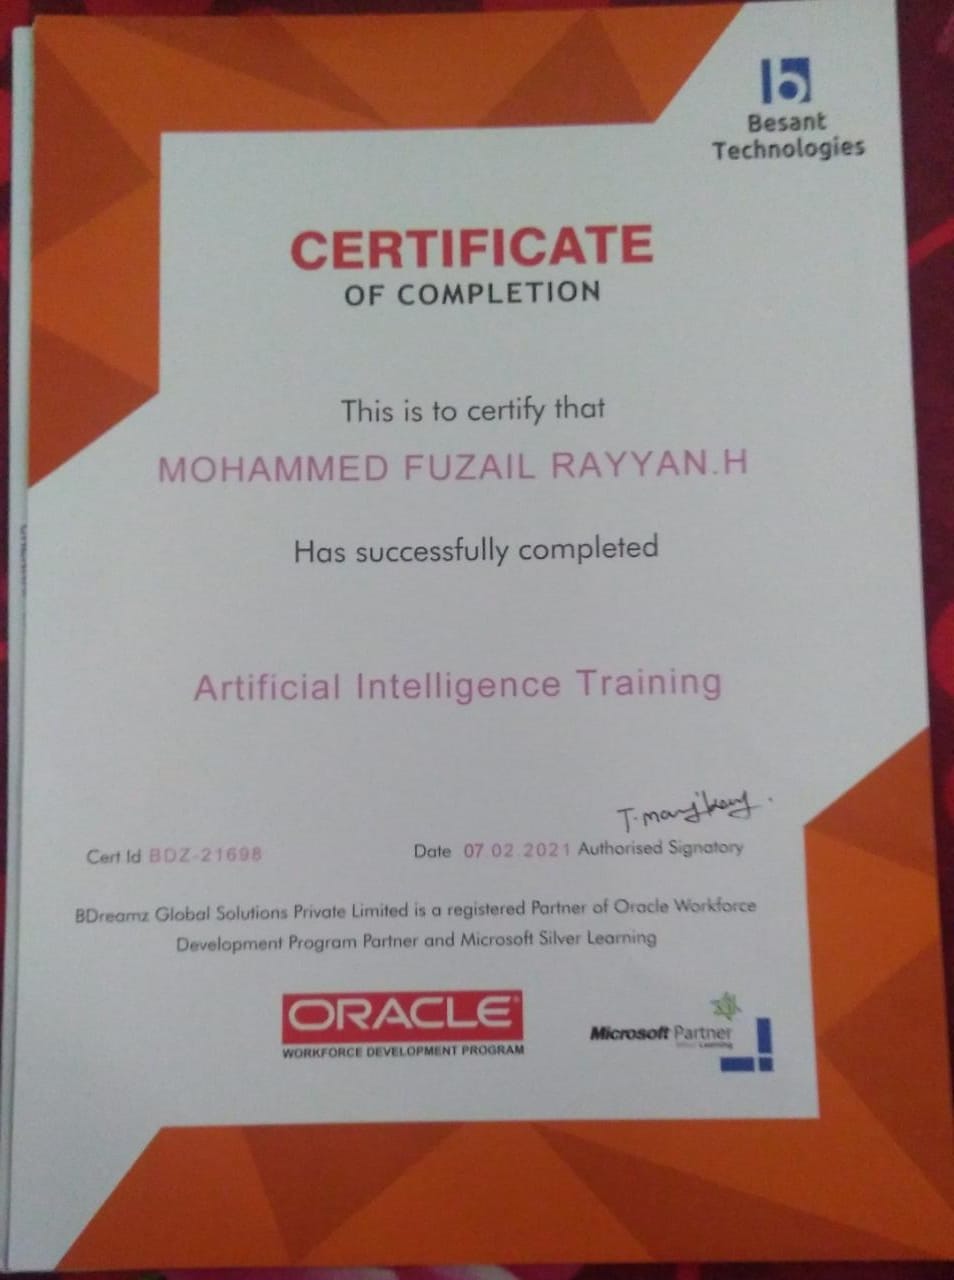 Besant
Technologies
CERTIFICATE
OF COMPLETION
This is to certify that
MOHAMMED FUZAIL RAYYAN.H
Has successfully completed
Artificial Intelligence Training
Cert Id BDZ-21698
Date 07.02.2021 Authorised Signatory
BDreamz Global Solutions Private Limited is a registered Partner of Oracle Workforce
Development Program Partner and Microsoft Silver Learning
ORACLE
WORKFORCE DEVELOPMENT PROGRAM
Microsoft Partner
Learning